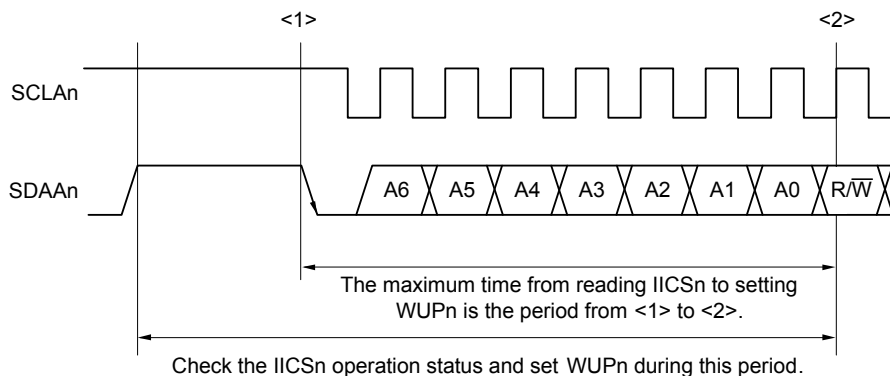 <1> <2>
SCLAn
SDAAn A6 A5 A4 A3 A2 A1 A0 R/W̅
The maximum time from reading IICSn to setting
WUPn is the period from <1> to <2>.
Check the IICSn operation status and set WUPn during this period.